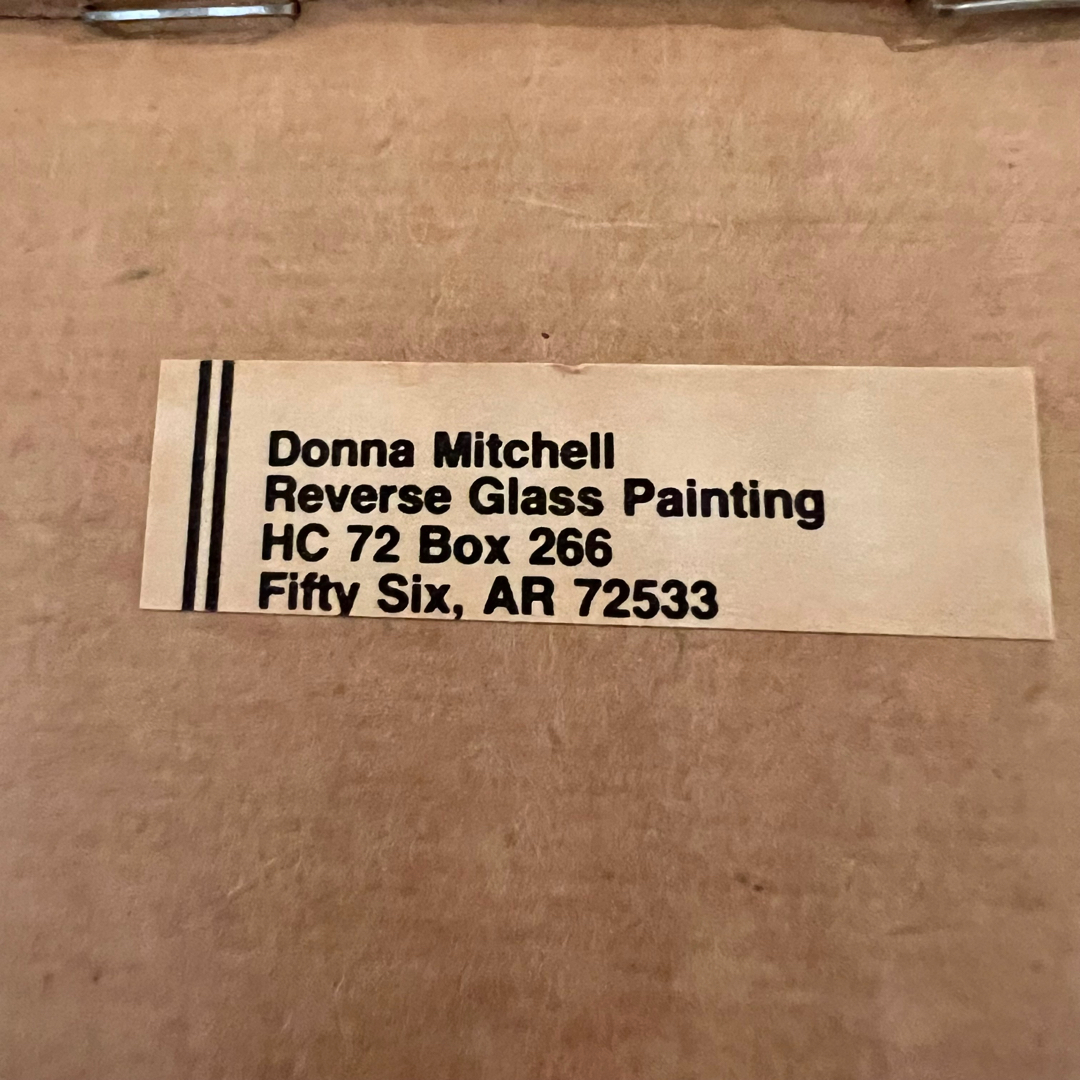 Donna Mitchell
Reverse Glass Painting
HC 72 Box 266
Fifty Six, AR 72533